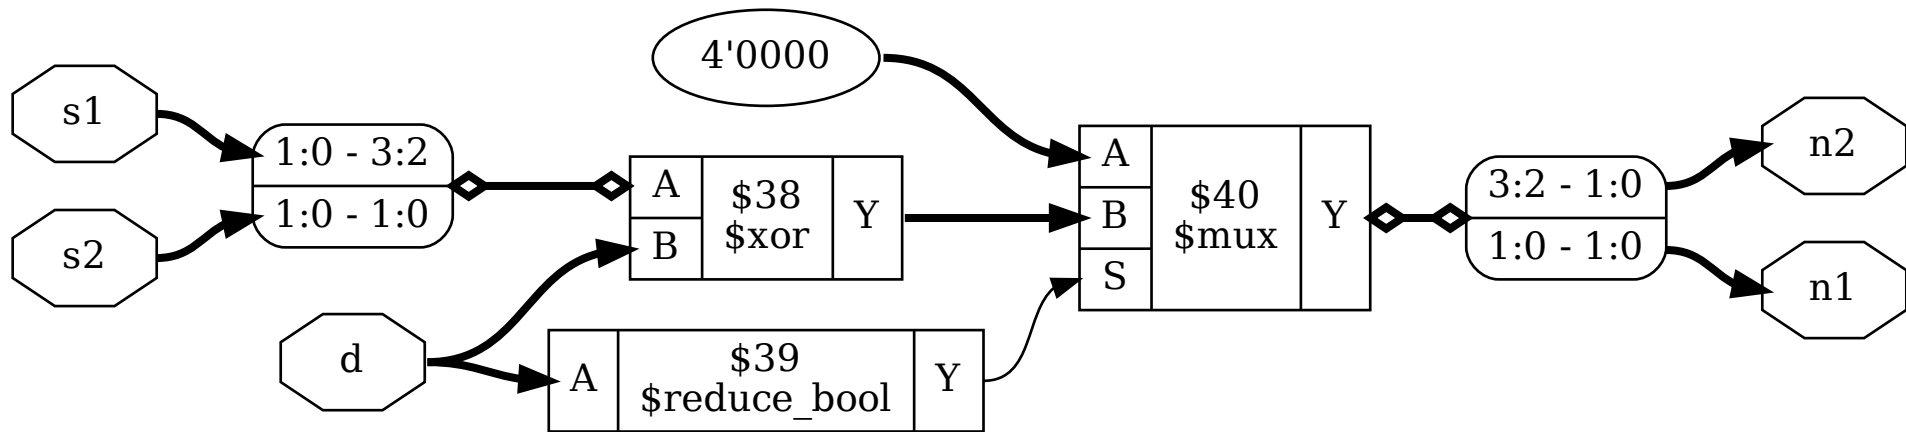 s1
s2
d
1:0 - 3:2
1:0 - 1:0
4'0000
A
B
$38
$xor
Y
A
$39
$reduce_bool
Y
A
B
S
$40
$mux
Y
3:2 - 1:0
1:0 - 1:0
n2
n1